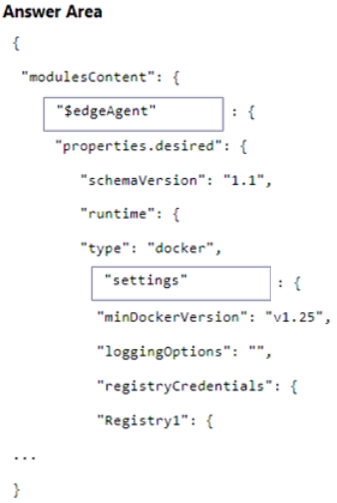 Answer Area
{
"modulesContent": {
"$edgeAgent" : {
"properties.desired": {
"schemaVersion": "1.1",
"runtime": {
"type": "docker",
"settings" : {
"minDockerVersion": "v1.25",
"loggingOptions": "",
"registryCredentials": {
"Registry1": {
...
}